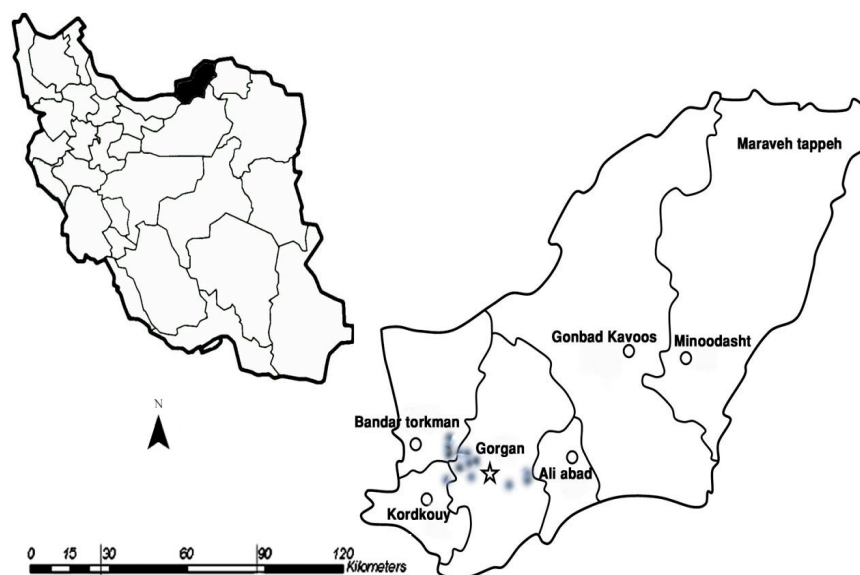 Maraveh tappeh
Gonbad Kavoos
Minoodasht
Bandar torkman
Gorgan
Ali abad
Kordkouy
N
0 15 30 60 90 120
Kilometers